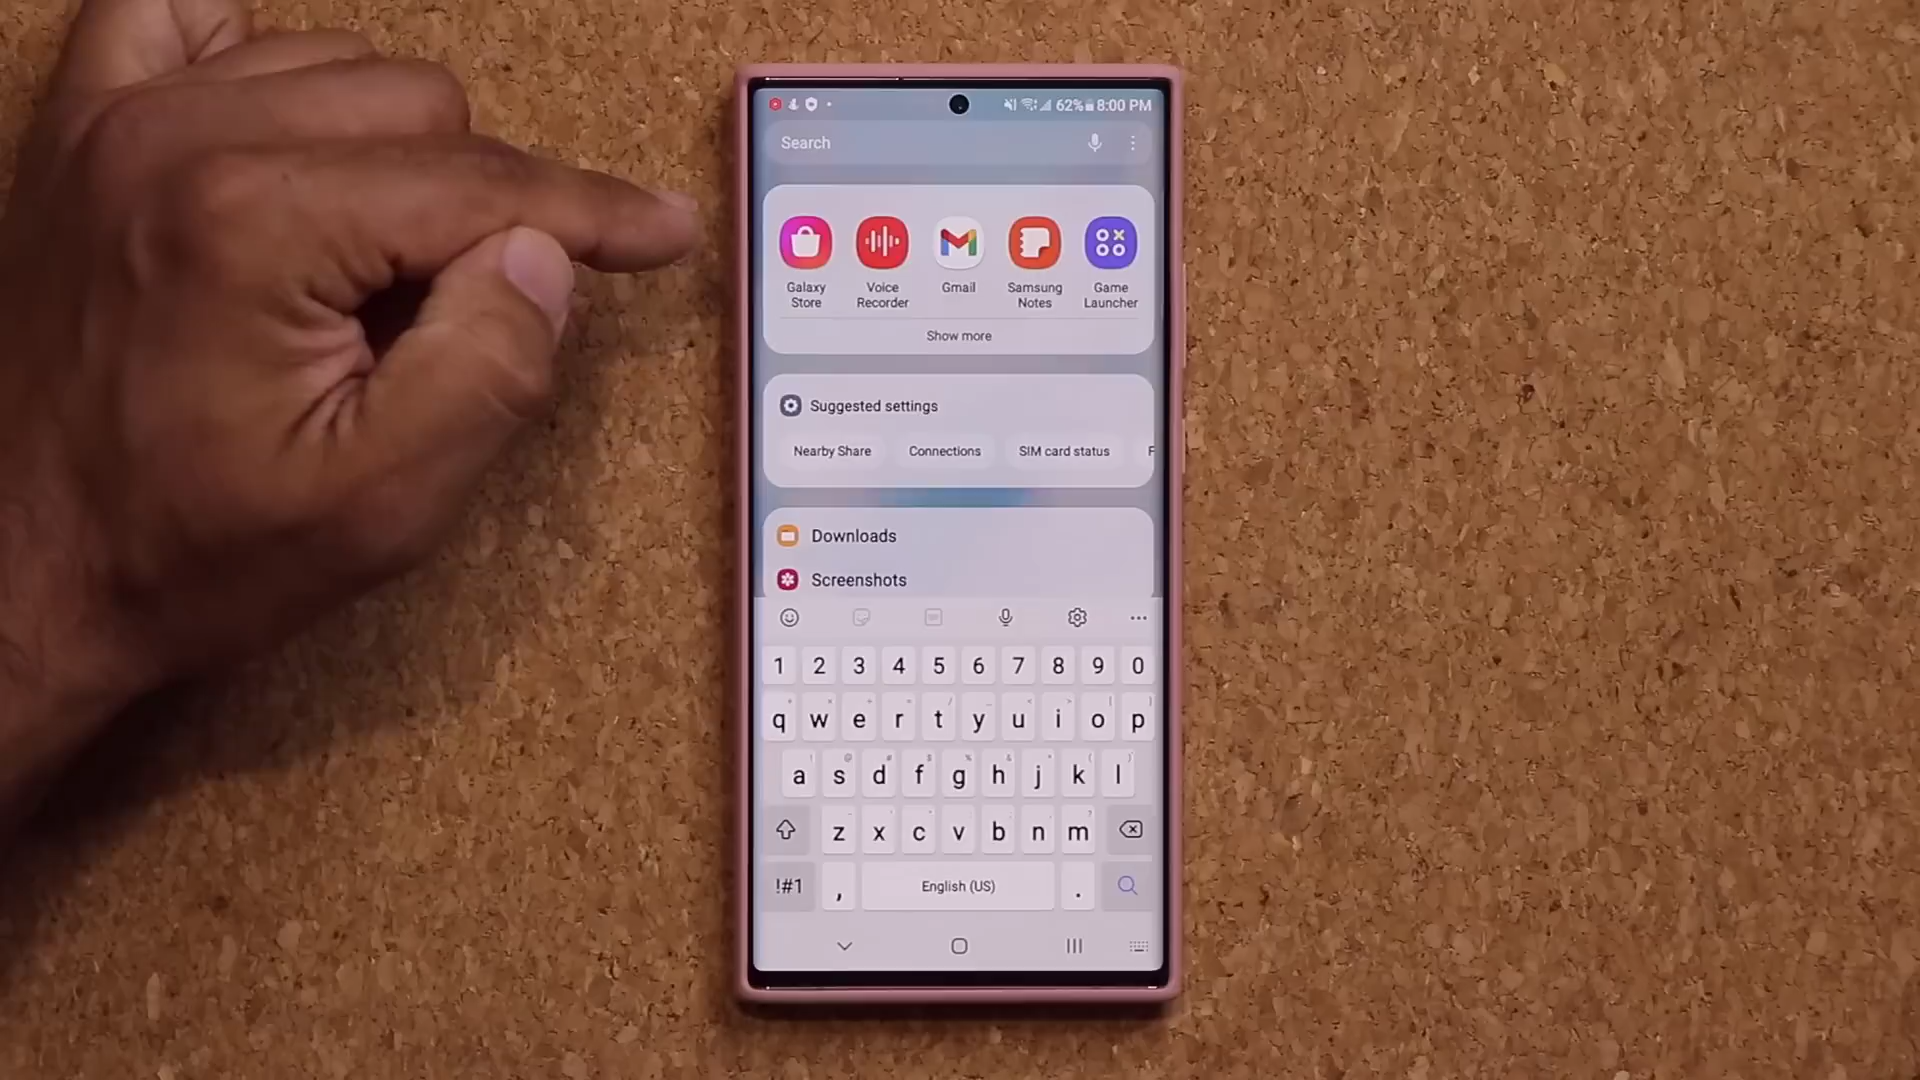 62% 8:00 PM
Search
Galaxy Store
Voice Recorder
Gmail
Samsung Notes
Game Launcher
Show more
Suggested settings
Nearby Share Connections SIM card status F
Downloads
Screenshots
1 2 3 4 5 6 7 8 9 0
q w e r t y u i o p
a s d f g h j k l
z x c v b n m
!#1 , English (US) .